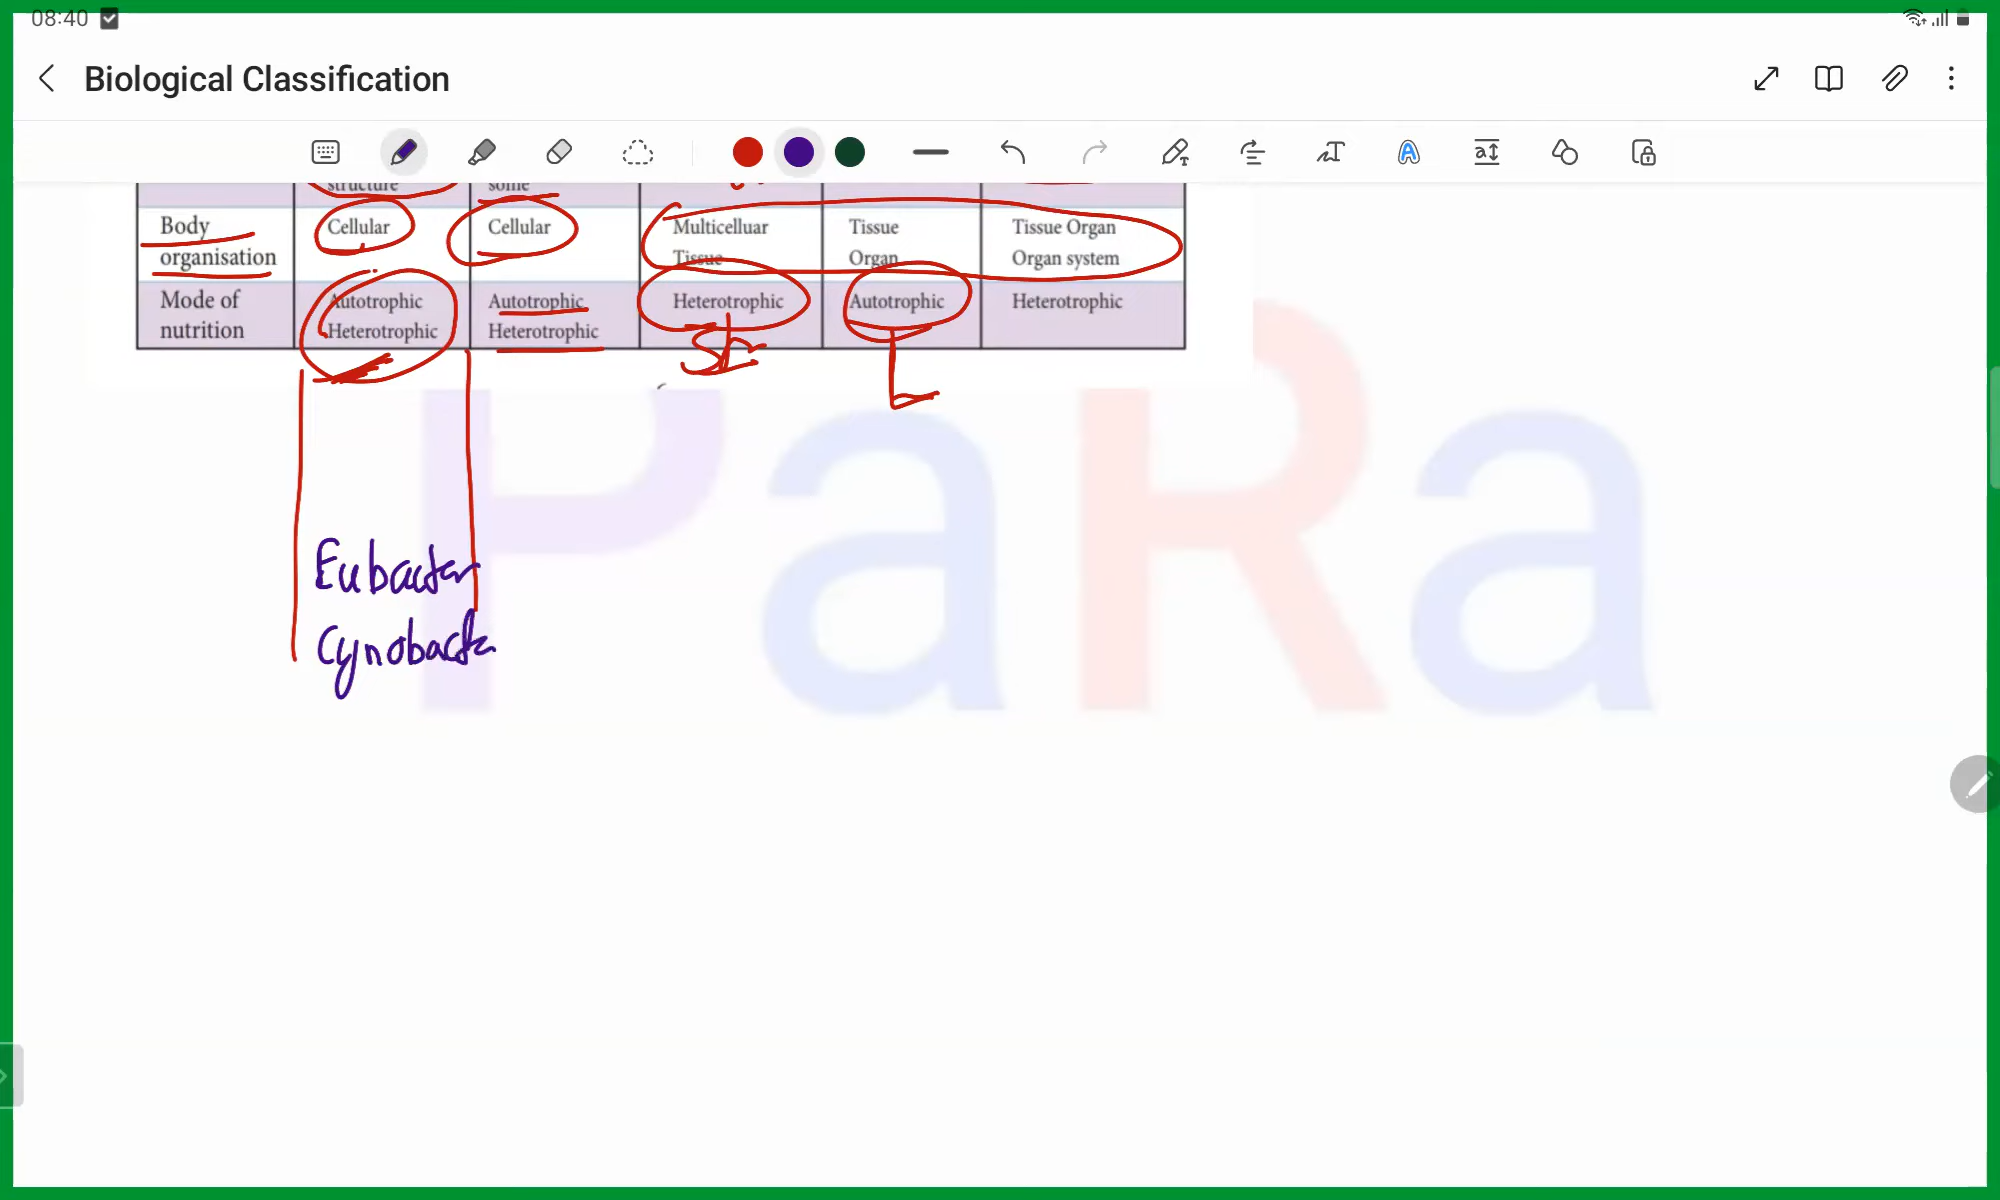 08:40
Biological Classification
structure some
Body organisation Cellular Cellular Multicelluar Tissue Tissue Organ Tissue Organ Organ system
Mode of nutrition Autotrophic Heterotrophic Autotrophic Heterotrophic Heterotrophic Autotrophic Heterotrophic
PaRa
Eubacter
Cynobacte